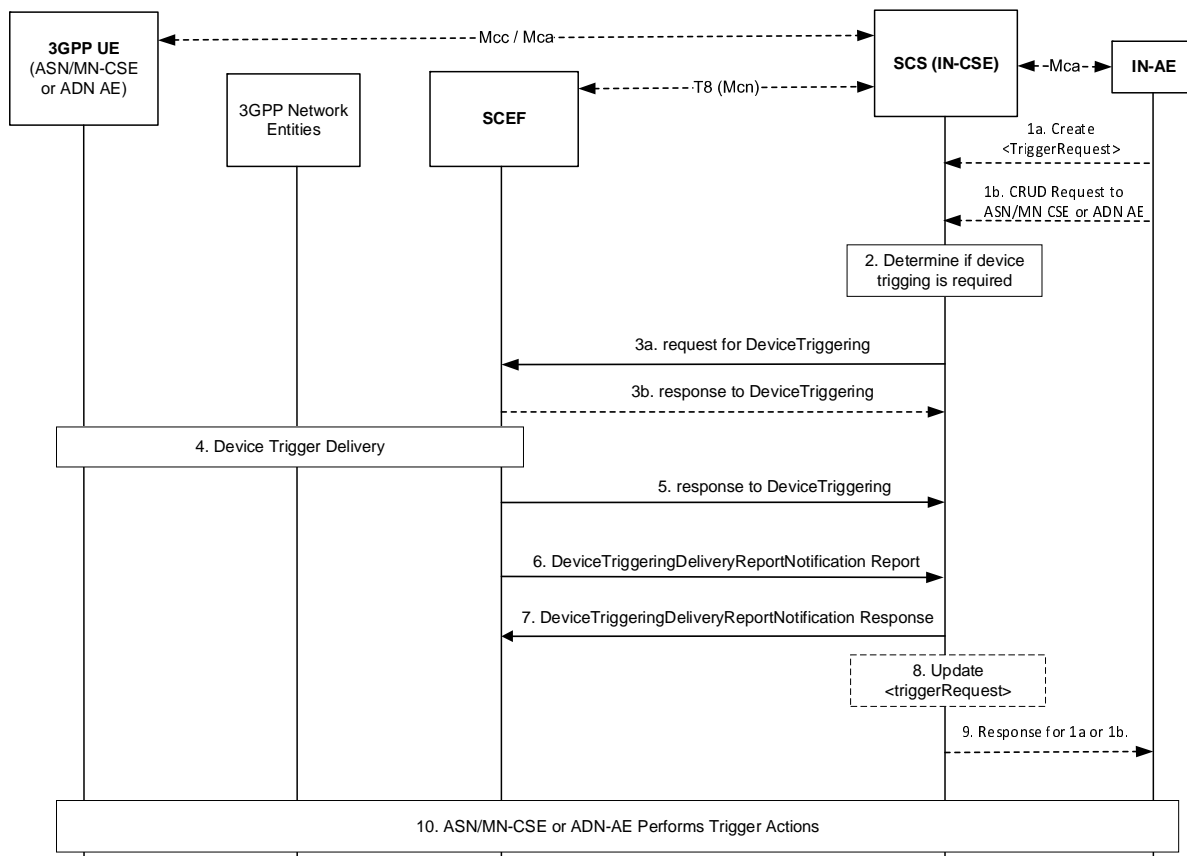 Mcc / Mca
3GPP UE
(ASN/MN-CSE
or ADN AE)
SCS (IN-CSE)
Mca
IN-AE
T8 (Mcn)
3GPP Network
Entities
SCEF
1a. Create
<TriggerRequest>
1b. CRUD Request to
ASN/MN CSE or ADN AE
2. Determine if device
trigging is required
3a. request for DeviceTriggering
3b. response to DeviceTriggering
4. Device Trigger Delivery
5. response to DeviceTriggering
6. DeviceTriggeringDeliveryReportNotification Report
7. DeviceTriggeringDeliveryReportNotification Response
8. Update
<triggerRequest>
9. Response for 1a or 1b.
10. ASN/MN-CSE or ADN-AE Performs Trigger Actions